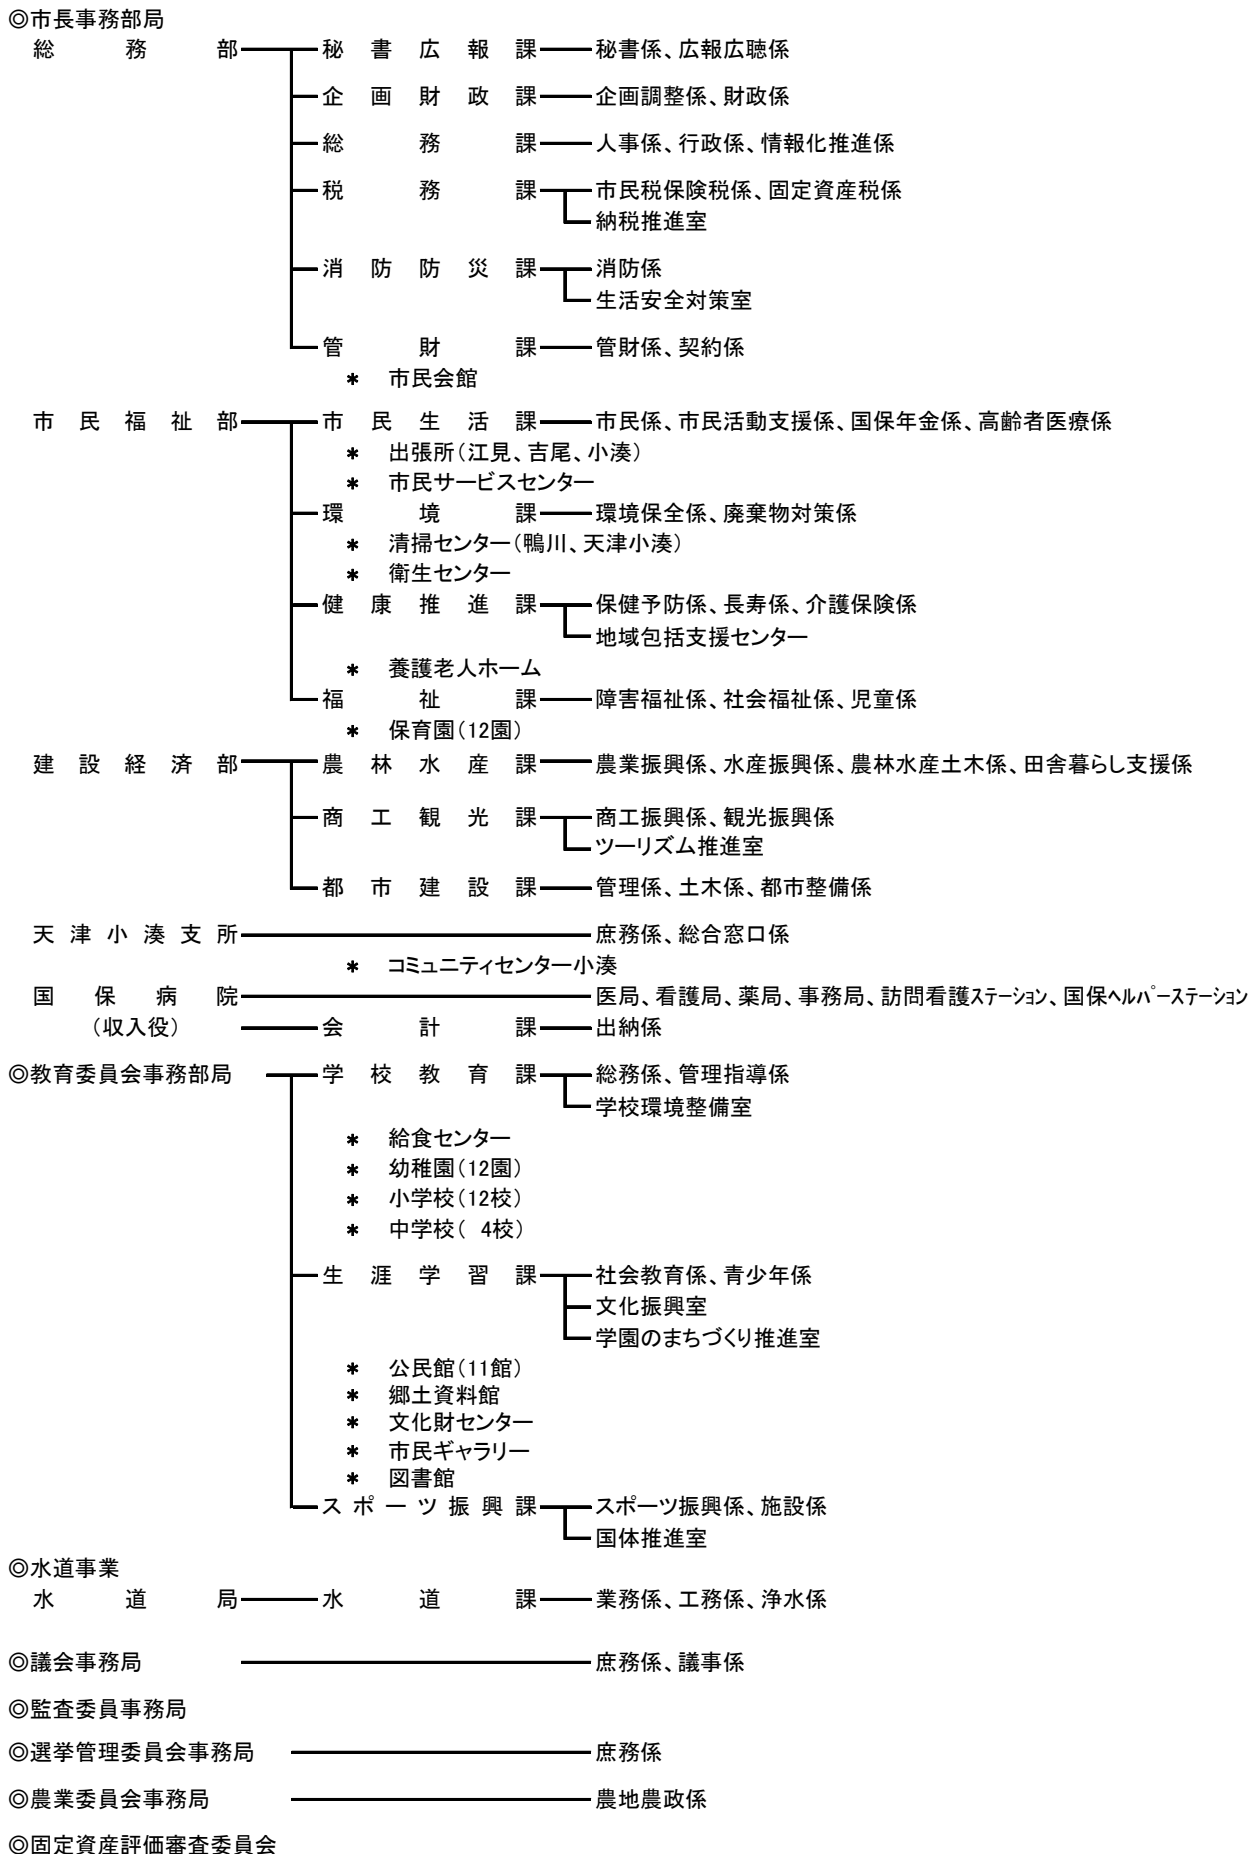 ◎市長事務部局
総務部 秘書広報課 秘書係、広報広聴係
企画財政課 企画調整係、財政係
総務課 人事係、行政係、情報化推進係
税務課 市民税保険税係、固定資産税係
納税推進室
消防防災課 消防係
生活安全対策室
管財課 管財係、契約係
* 市民会館
市民福祉部 市民生活課 市民係、市民活動支援係、国保年金係、高齢者医療係
* 出張所(江見、吉尾、小湊)
* 市民サービスセンター
環境課 環境保全係、廃棄物対策係
* 清掃センター(鴨川、天津小湊)
* 衛生センター
健康推進課 保健予防係、長寿係、介護保険係
地域包括支援センター
* 養護老人ホーム
福祉課 障害福祉係、社会福祉係、児童係
* 保育園(12園)
建設経済部 農林水産課 農業振興係、水産振興係、農林水産土木係、田舎暮らし支援係
商工観光課 商工振興係、観光振興係
ツーリズム推進室
都市建設課 管理係、土木係、都市整備係
天津小湊支所 庶務係、総合窓口係
* コミュニティセンター小湊
国保病院 医局、看護局、薬局、事務局、訪問看護ステーション、国保ヘルパーステーション
(収入役) 会計課 出納係
◎教育委員会事務部局 学校教育課 総務係、管理指導係
学校環境整備室
* 給食センター
* 幼稚園(12園)
* 小学校(12校)
* 中学校( 4校)
生涯学習課 社会教育係、青少年係
文化振興室
学園のまちづくり推進室
* 公民館(11館)
* 郷土資料館
* 文化財センター
* 市民ギャラリー
* 図書館
スポーツ振興課 スポーツ振興係、施設係
国体推進室
◎水道事業
水道局 水道課 業務係、工務係、浄水係
◎議会事務局 庶務係、議事係
◎監査委員事務局
◎選挙管理委員会事務局 庶務係
◎農業委員会事務局 農地農政係
◎固定資産評価審査委員会